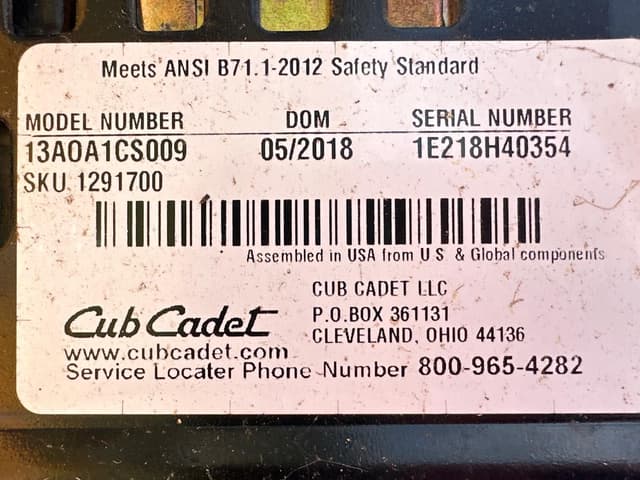 Meets ANSI B71.1-2012 Safety Standard
MODEL NUMBER DOM SERIAL NUMBER
13A0A1CS009 05/2018 1E218H40354
SKU 1291700
Assembled in USA from U S & Global components
Cub Cadet
CUB CADET LLC
P.O.BOX 361131
CLEVELAND, OHIO 44136
www.cubcadet.com
Service Locater Phone Number 800-965-4282